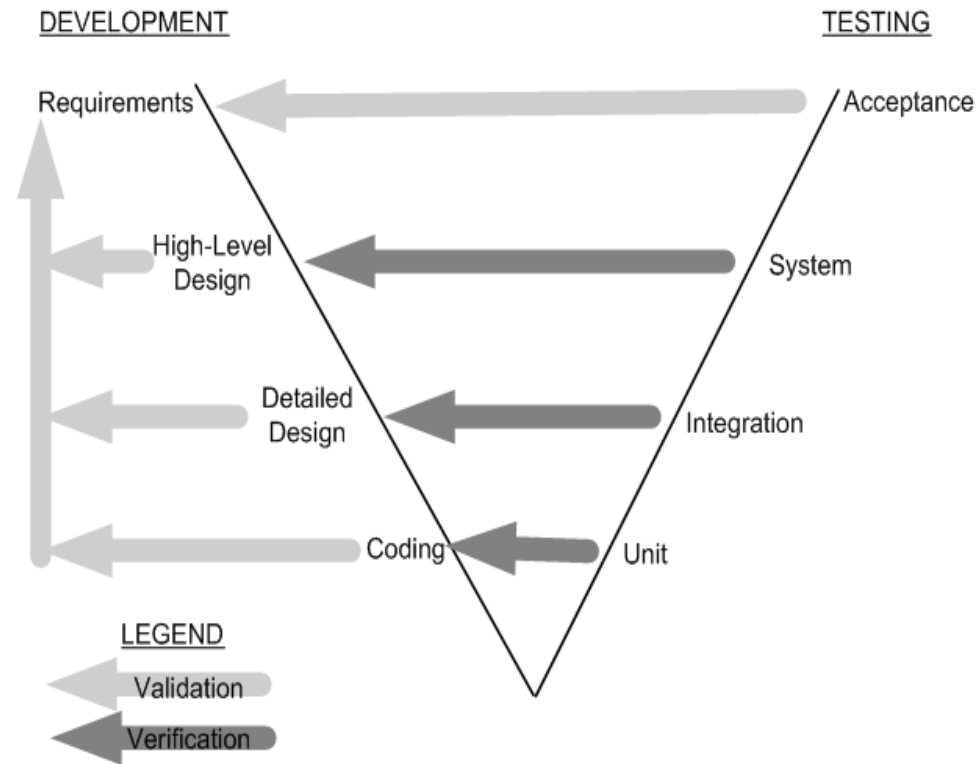 DEVELOPMENT
TESTING
Requirements
Acceptance
High-Level
Design
System
Detailed
Design
Integration
Coding
Unit
LEGEND
Validation
Verification